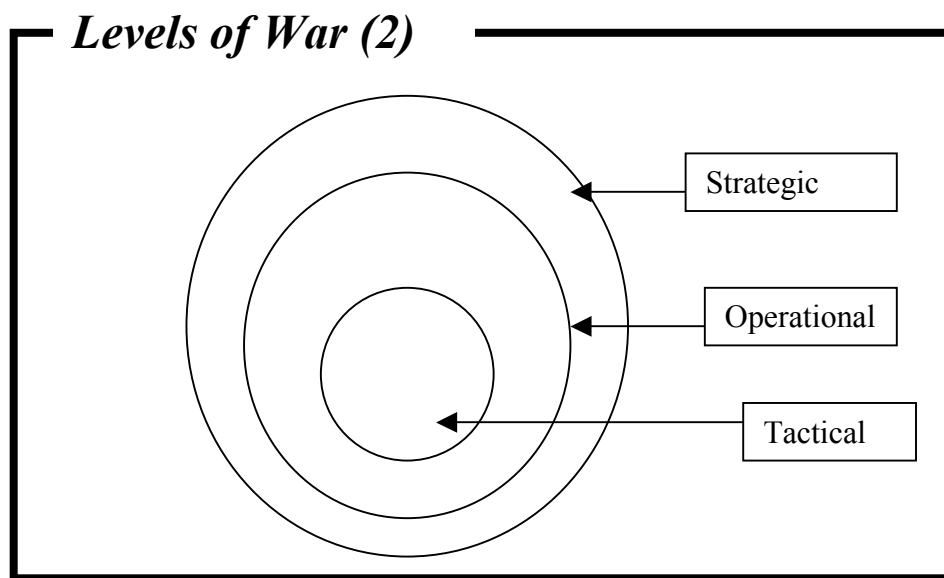 Levels of War (2)
Strategic
Operational
Tactical